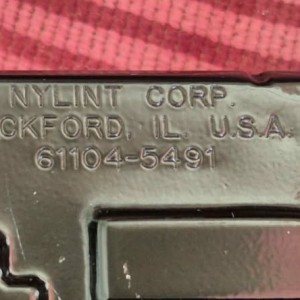 NYLINT CORP.
CKFORD, IL. U.S.A.
61104-5491